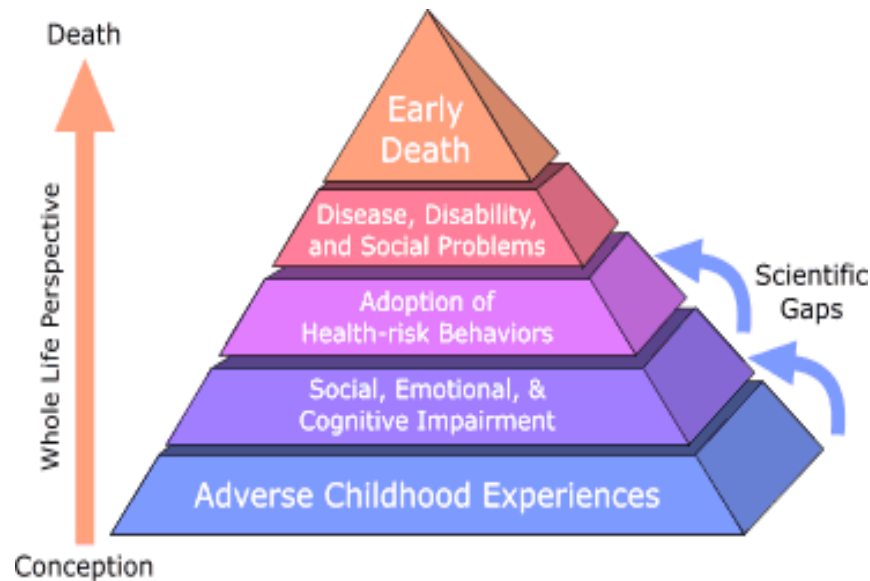 Death
Early
Death
Disease, Disability,
and Social Problems
Whole Life Perspective
Scientific
Gaps
Adoption of
Health-risk Behaviors
Social, Emotional, &
Cognitive Impairment
Adverse Childhood Experiences
Conception